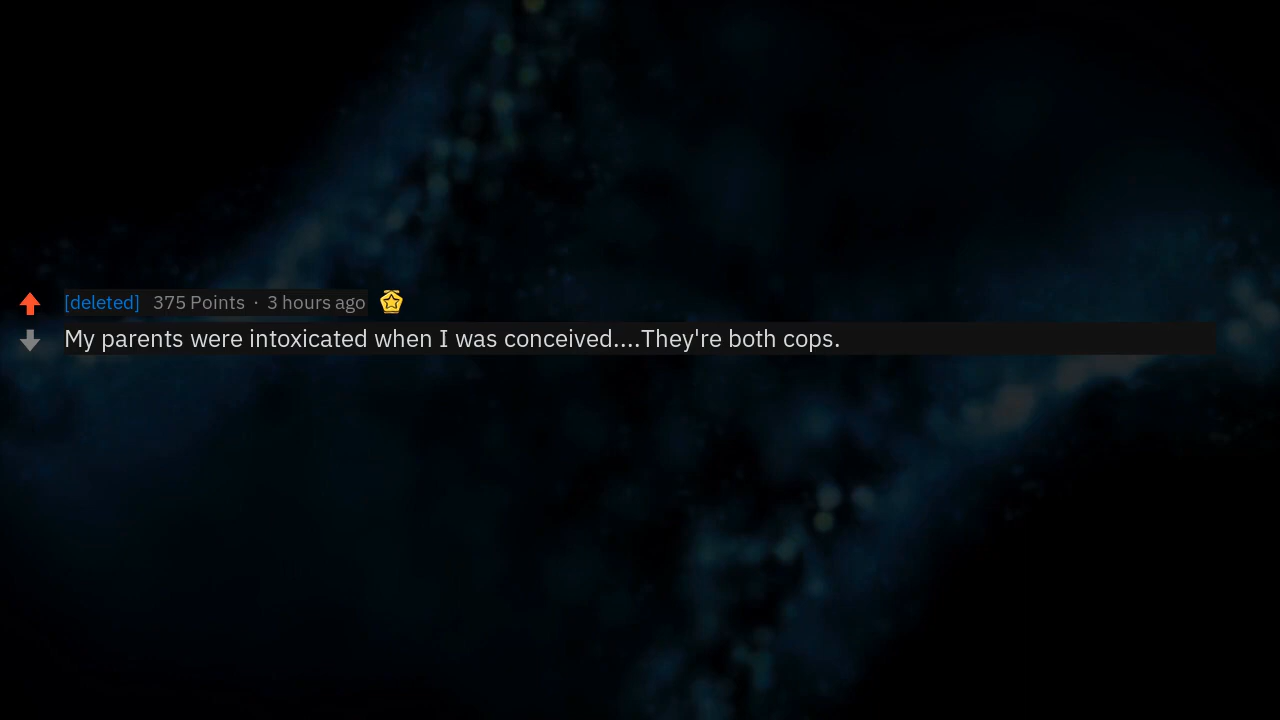 [deleted] 375 Points · 3 hours ago
My parents were intoxicated when I was conceived....They're both cops.